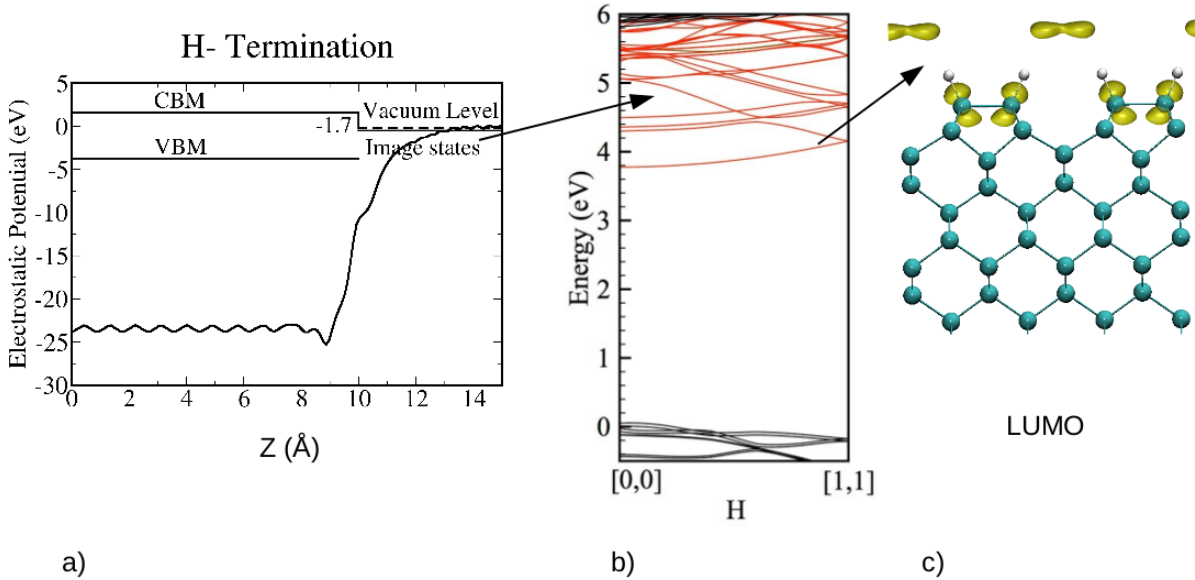 H- Termination
Electrostatic Potential (eV)
5
0
-5
-10
-15
-20
-25
-30
CBM
-1.7
Vacuum Level
VBM
Image states
0
2
4
6
8
10
12
14
Z (Å)
a)
Energy (eV)
6
5
4
3
2
1
0
[0,0]
[1,1]
H
b)
LUMO
c)